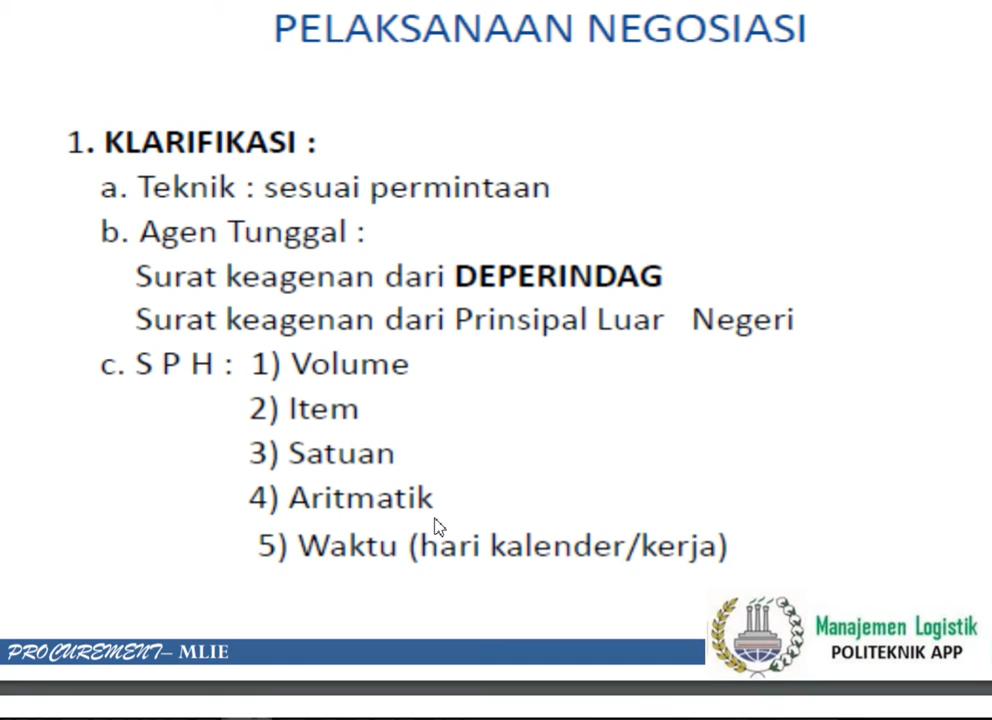 PELAKSANAAN NEGOSIASI
1. KLARIFIKASI :
a. Teknik : sesuai permintaan
b. Agen Tunggal :
Surat keagenan dari DEPERINDAG
Surat keagenan dari Prinsipal Luar Negeri
c. S P H : 1) Volume
2) Item
3) Satuan
4) Aritmatik
5) Waktu (hari kalender/kerja)
PROCUREMENT– MLIE
Manajemen Logistik
POLITEKNIK APP